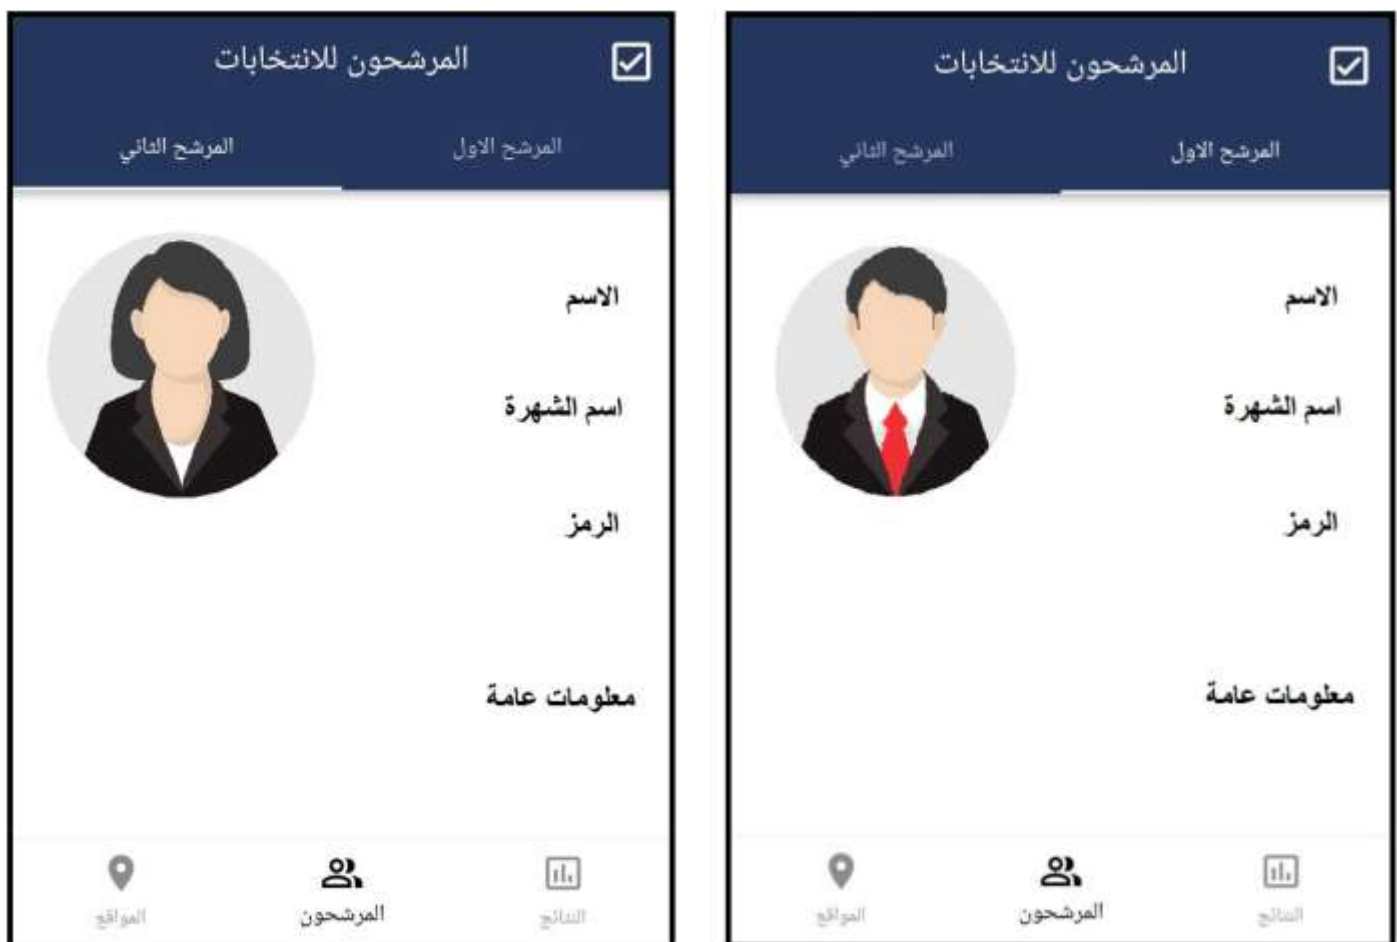 المرشحون للانتخابات
المرشح الاول المرشح الثاني
الاسم
اسم الشهرة
الرمز
معلومات عامة
النتائج المرشحون المواقع
المرشحون للانتخابات
المرشح الاول المرشح الثاني
الاسم
اسم الشهرة
الرمز
معلومات عامة
النتائج المرشحون المواقع